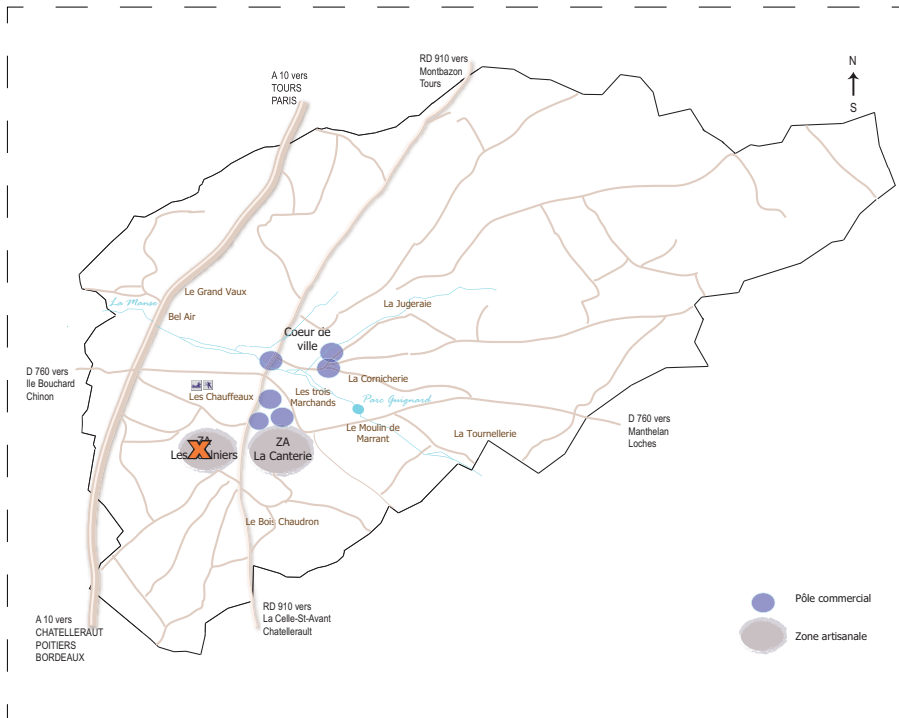 RD 910 vers
Montbazon
Tours
A 10 vers
TOURS
PARIS
N
S
Le Grand Vaux
La Manse
Bel Air
La Jugeraie
Coeur de
ville
D 760 vers
Ile Bouchard
Chinon
La Cornicherie
Les Chauffeaux
Les trois
Marchands
Parc Guignard
Le Moulin de
Marrant
La Tournellerie
D 760 vers
Manthelan
Loches
ZA
Les
ZA
La Canterie
Le Bois Chaudron
A 10 vers
CHATELLERAUT
POITIERS
BORDEAUX
RD 910 vers
La Celle-St-Avant
Chatellerault
Pôle commercial
Zone artisanale